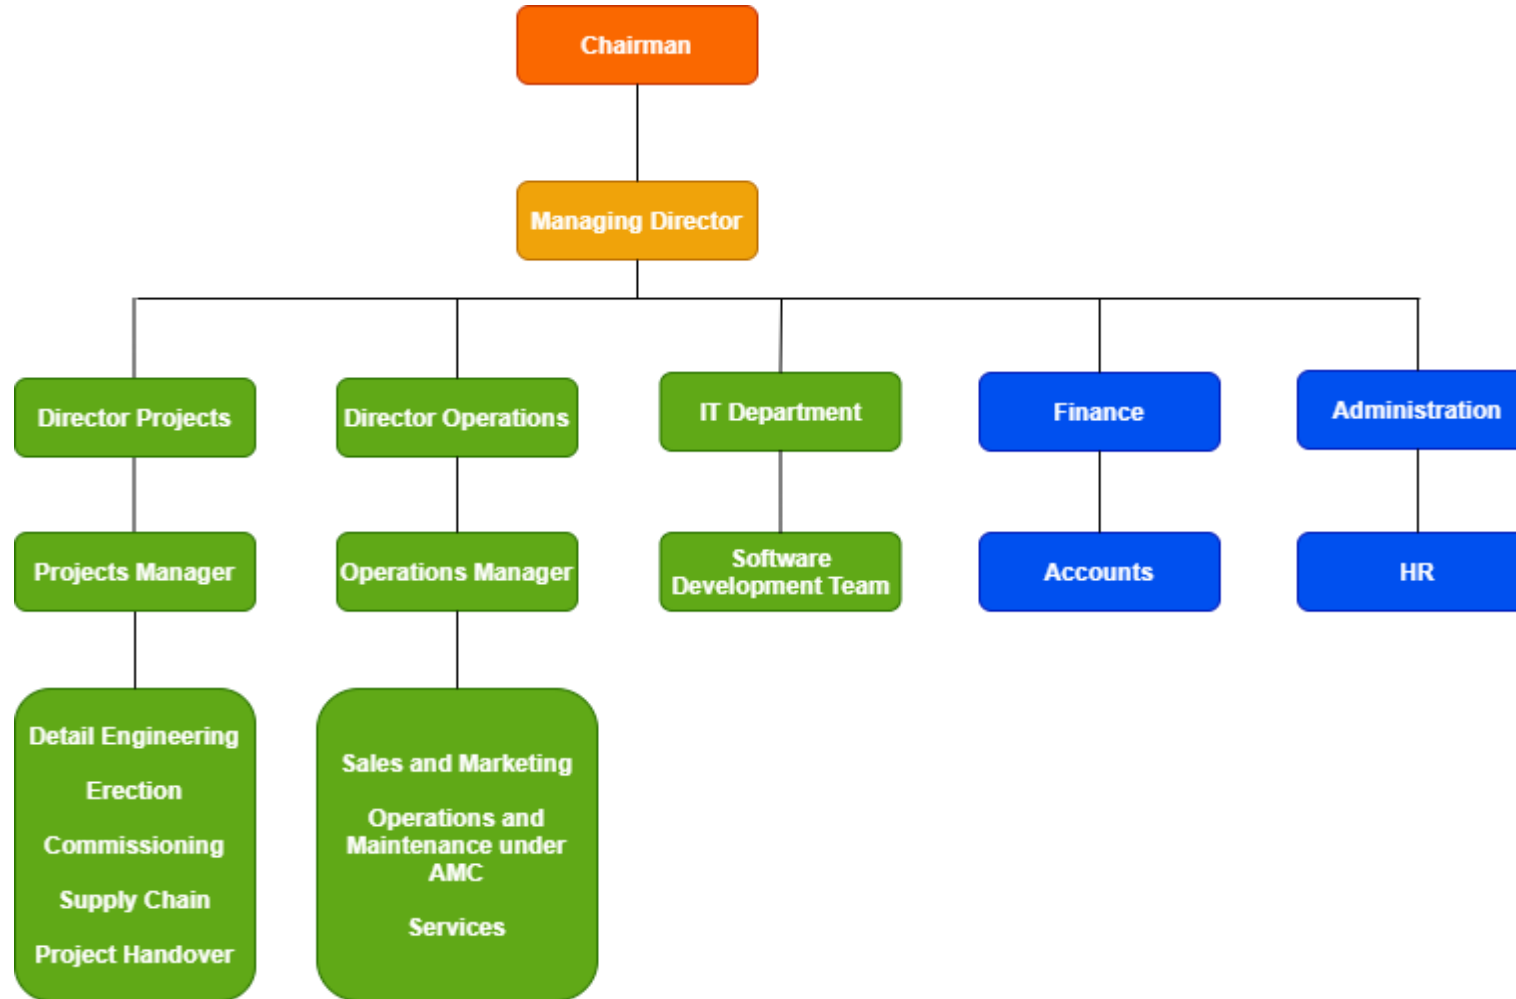 Chairman
Managing Director
Director Projects
Director Operations
IT Department
Finance
Administration
Projects Manager
Operations Manager
Software
Development Team
Accounts
HR
Detail Engineering
Erection
Commissioning
Supply Chain
Project Handover
Sales and Marketing
Operations and
Maintenance under
AMC
Services